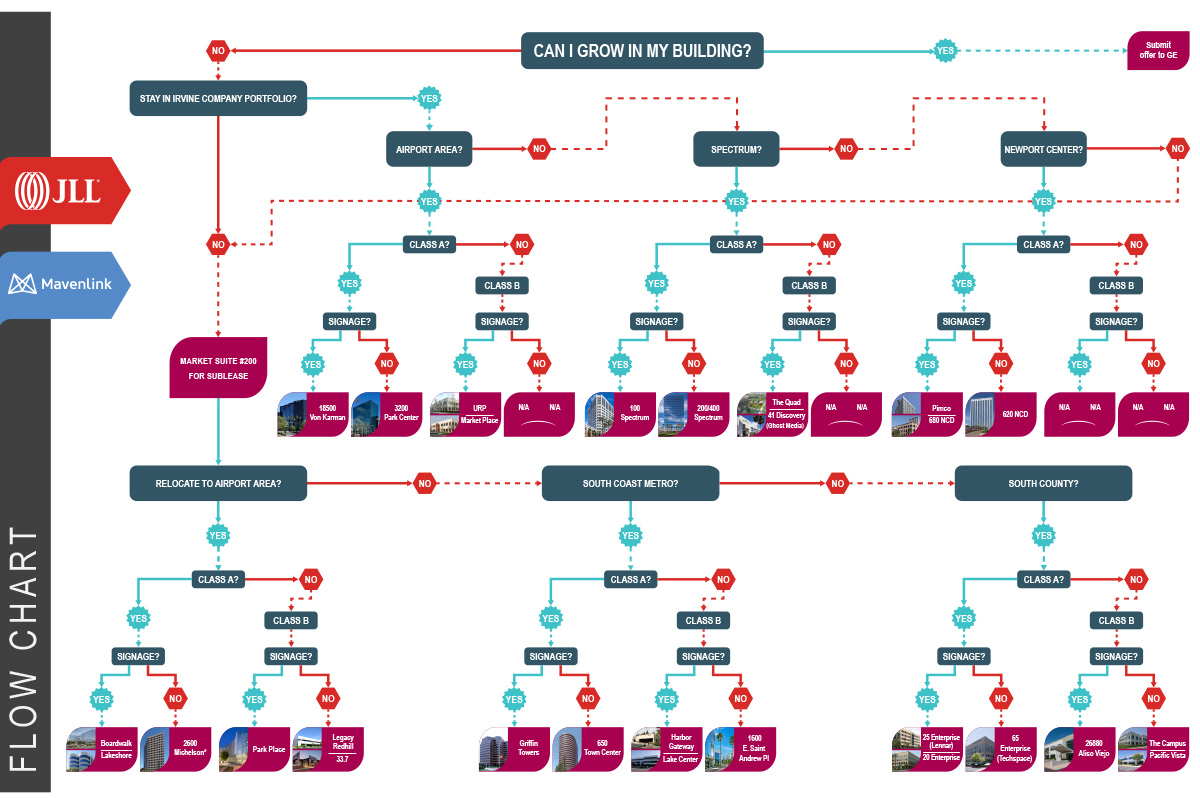 CAN I GROW IN MY BUILDING?
NO
YES
Submit
offer to GE
STAY IN IRVINE COMPANY PORTFOLIO?
YES
AIRPORT AREA?
NO
SPECTRUM?
NO
NEWPORT CENTER?
NO
JLL
YES
YES
YES
NO
CLASS A?
NO
CLASS A?
NO
CLASS A?
NO
Mavenlink
YES
CLASS B
YES
CLASS B
YES
CLASS B
SIGNAGE?
SIGNAGE?
SIGNAGE?
SIGNAGE?
SIGNAGE?
SIGNAGE?
MARKET SUITE #200
FOR SUBLEASE
YES
NO
YES
NO
YES
NO
YES
NO
YES
NO
YES
NO
18500
Von Karman
3200
Park Center
URP
Market Place
N/A N/A
100
Spectrum
200/400
Spectrum
The Quad
41 Discovery
(Ghost Media)
N/A N/A
Pimco
680 NCD
620 NCD
N/A N/A
N/A N/A
RELOCATE TO AIRPORT AREA?
NO
SOUTH COAST METRO?
NO
SOUTH COUNTY?
YES
YES
YES
CLASS A?
NO
CLASS A?
NO
CLASS A?
NO
YES
CLASS B
YES
CLASS B
YES
CLASS B
SIGNAGE?
SIGNAGE?
SIGNAGE?
SIGNAGE?
SIGNAGE?
SIGNAGE?
YES
NO
YES
NO
YES
NO
YES
NO
YES
NO
YES
NO
Boardwalk
Lakeshore
2600
Michelson*
Park Place
Legacy
Redhill
33.7
Griffin
Towers
650
Town Center
Harbor
Gateway
Lake Center
1600
E. Saint
Andrew Pl
25 Enterprise
(Lennar)
20 Enterprise
65
Enterprise
(Techspace)
26880
Aliso Viejo
The Campus
Pacific Vista
FLOW CHART